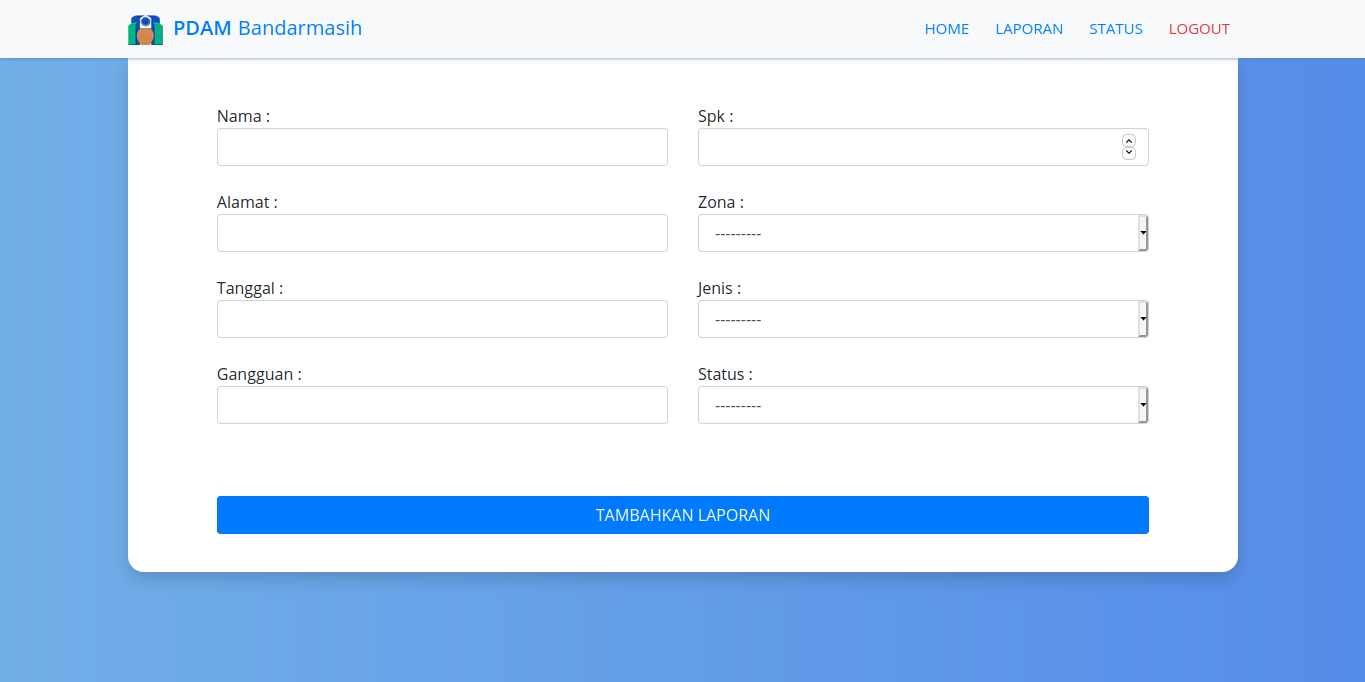 PDAM Bandarmasih
HOME LAPORAN STATUS LOGOUT
Nama :
Spk :
Alamat :
Zona :
---------
Tanggal :
Jenis :
---------
Gangguan :
Status :
---------
TAMBAHKAN LAPORAN